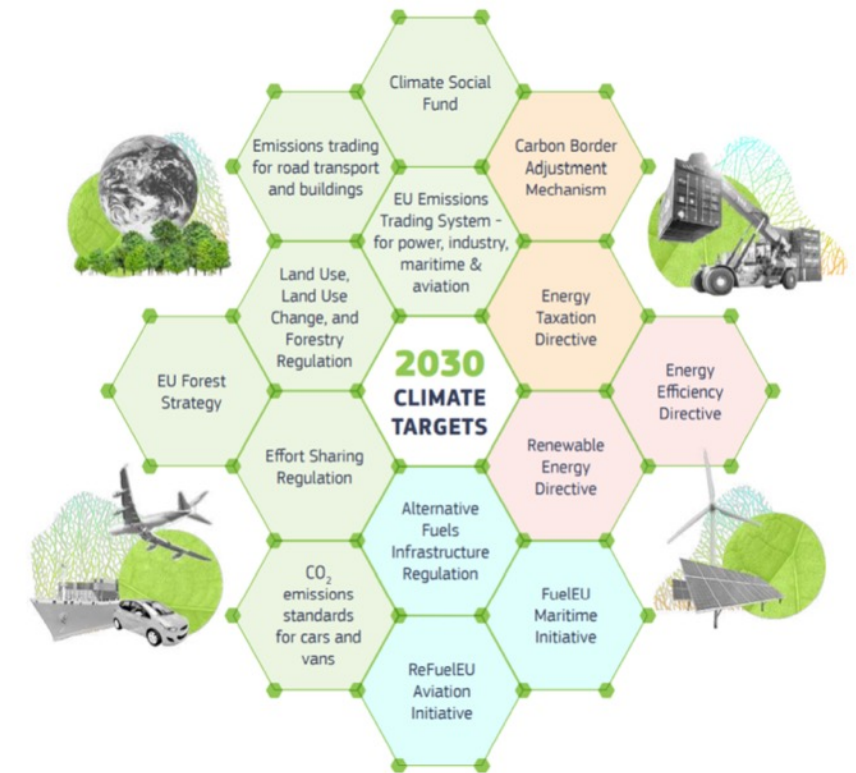 Climate Social
Fund
Emissions trading
for road transport
and buildings
Carbon Border
Adjustment
Mechanism
EU Emissions
Trading System -
for power, industry,
maritime &
aviation
Land Use,
Land Use
Change, and
Forestry
Regulation
Energy
Taxation
Directive
2030
CLIMATE
TARGETS
EU Forest
Strategy
Energy
Efficiency
Directive
Effort Sharing
Regulation
Renewable
Energy
Directive
Alternative
Fuels
Infrastructure
Regulation
CO₂
emissions
standards
for cars and
vans
FuelEU
Maritime
Initiative
ReFuelEU
Aviation
Initiative